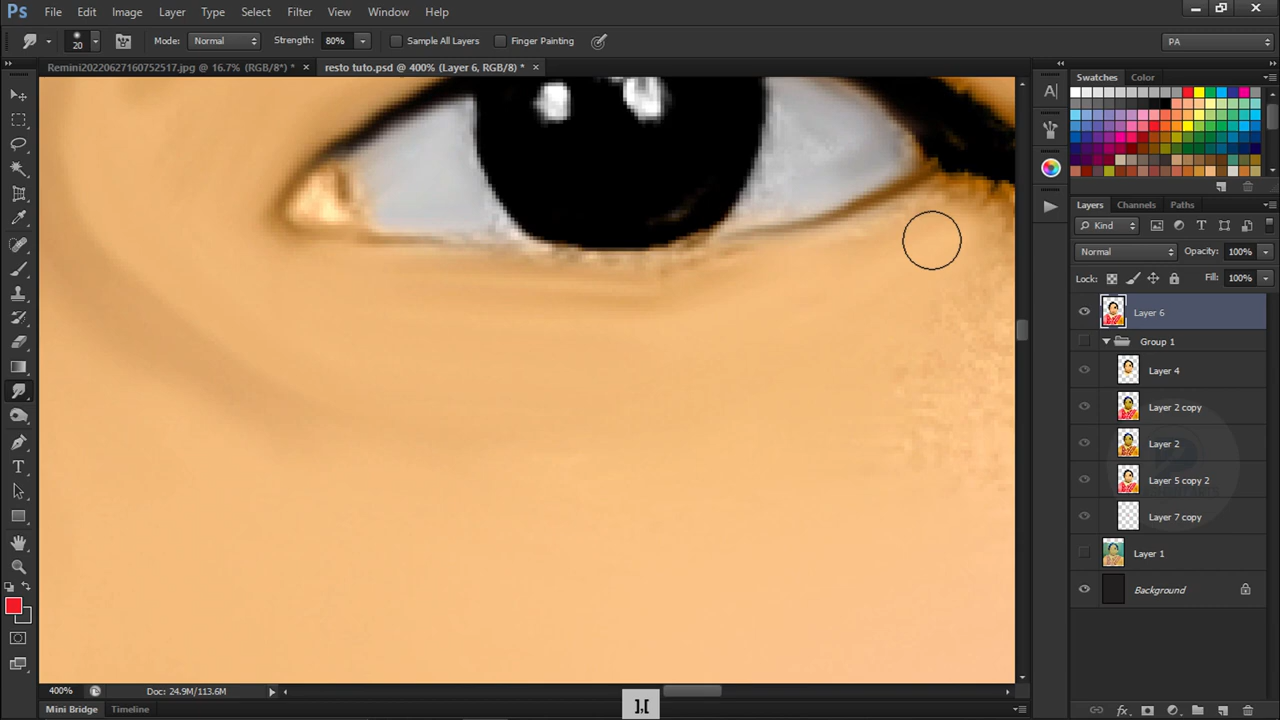 Ps File Edit Image Layer Type Select Filter View Window Help
20 Mode: Normal Strength: 80% Sample All Layers Finger Painting PA
Remini20220627160752517.jpg @ 16.7% (RGB/8*) * × resto tuto.psd @ 400% (Layer 6, RGB/8) * ×
Swatches Color
Layers Channels Paths
Kind
Normal Opacity: 100%
Lock: Fill: 100%
Layer 6
Group 1
Layer 4
Layer 2 copy
Layer 2
Layer 5 copy 2
Layer 7 copy
Layer 1
Background
400% Doc: 24.9M/113.6M
],[
Mini Bridge Timeline